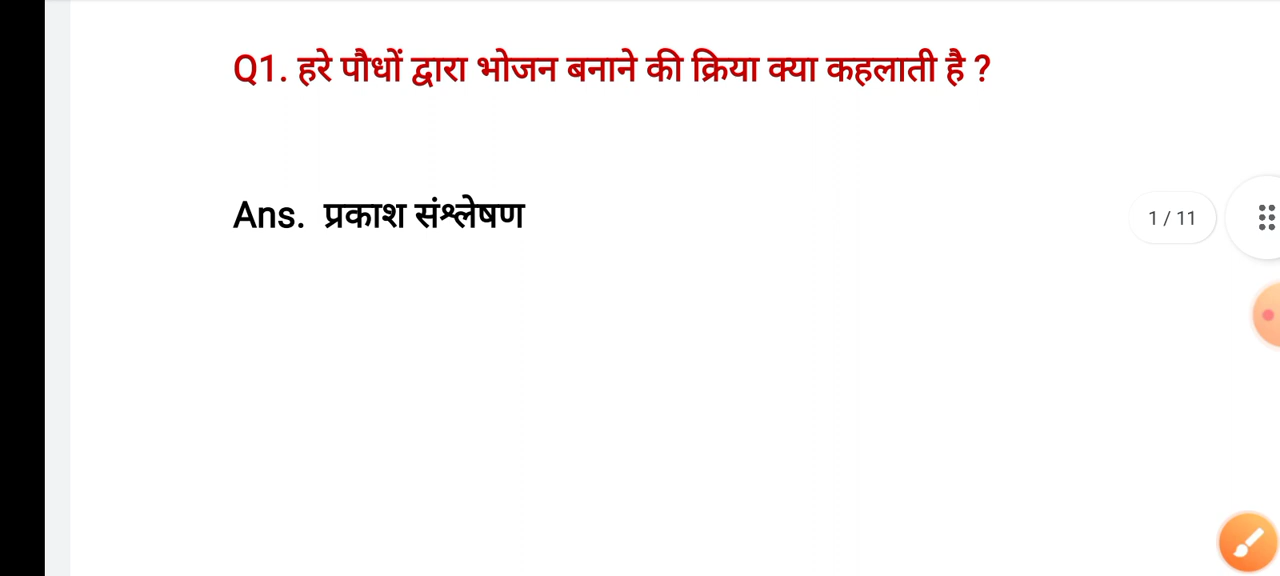 Q1. हरे पौधों द्वारा भोजन बनाने की क्रिया क्या कहलाती है ?
Ans. प्रकाश संश्लेषण
1 / 11